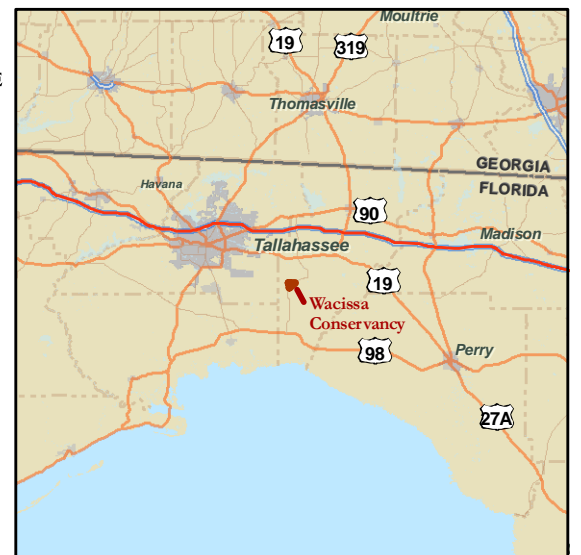 Moultrie
19
319
E
Thomasville
GEORGIA
FLORIDA
Havana
90
Madison
Tallahassee
19
Wacissa
Conservancy
98
Perry
27A